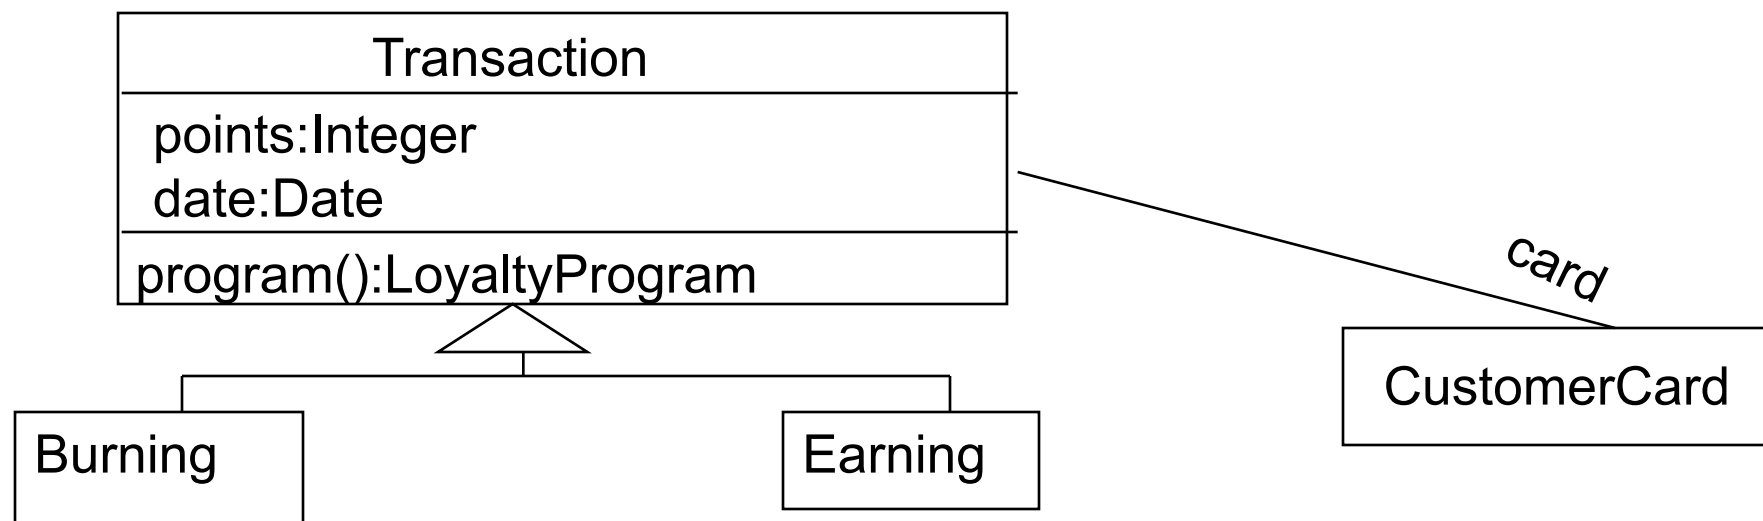 Transaction
points:Integer
date:Date
program():LoyaltyProgram
card
CustomerCard
Burning
Earning